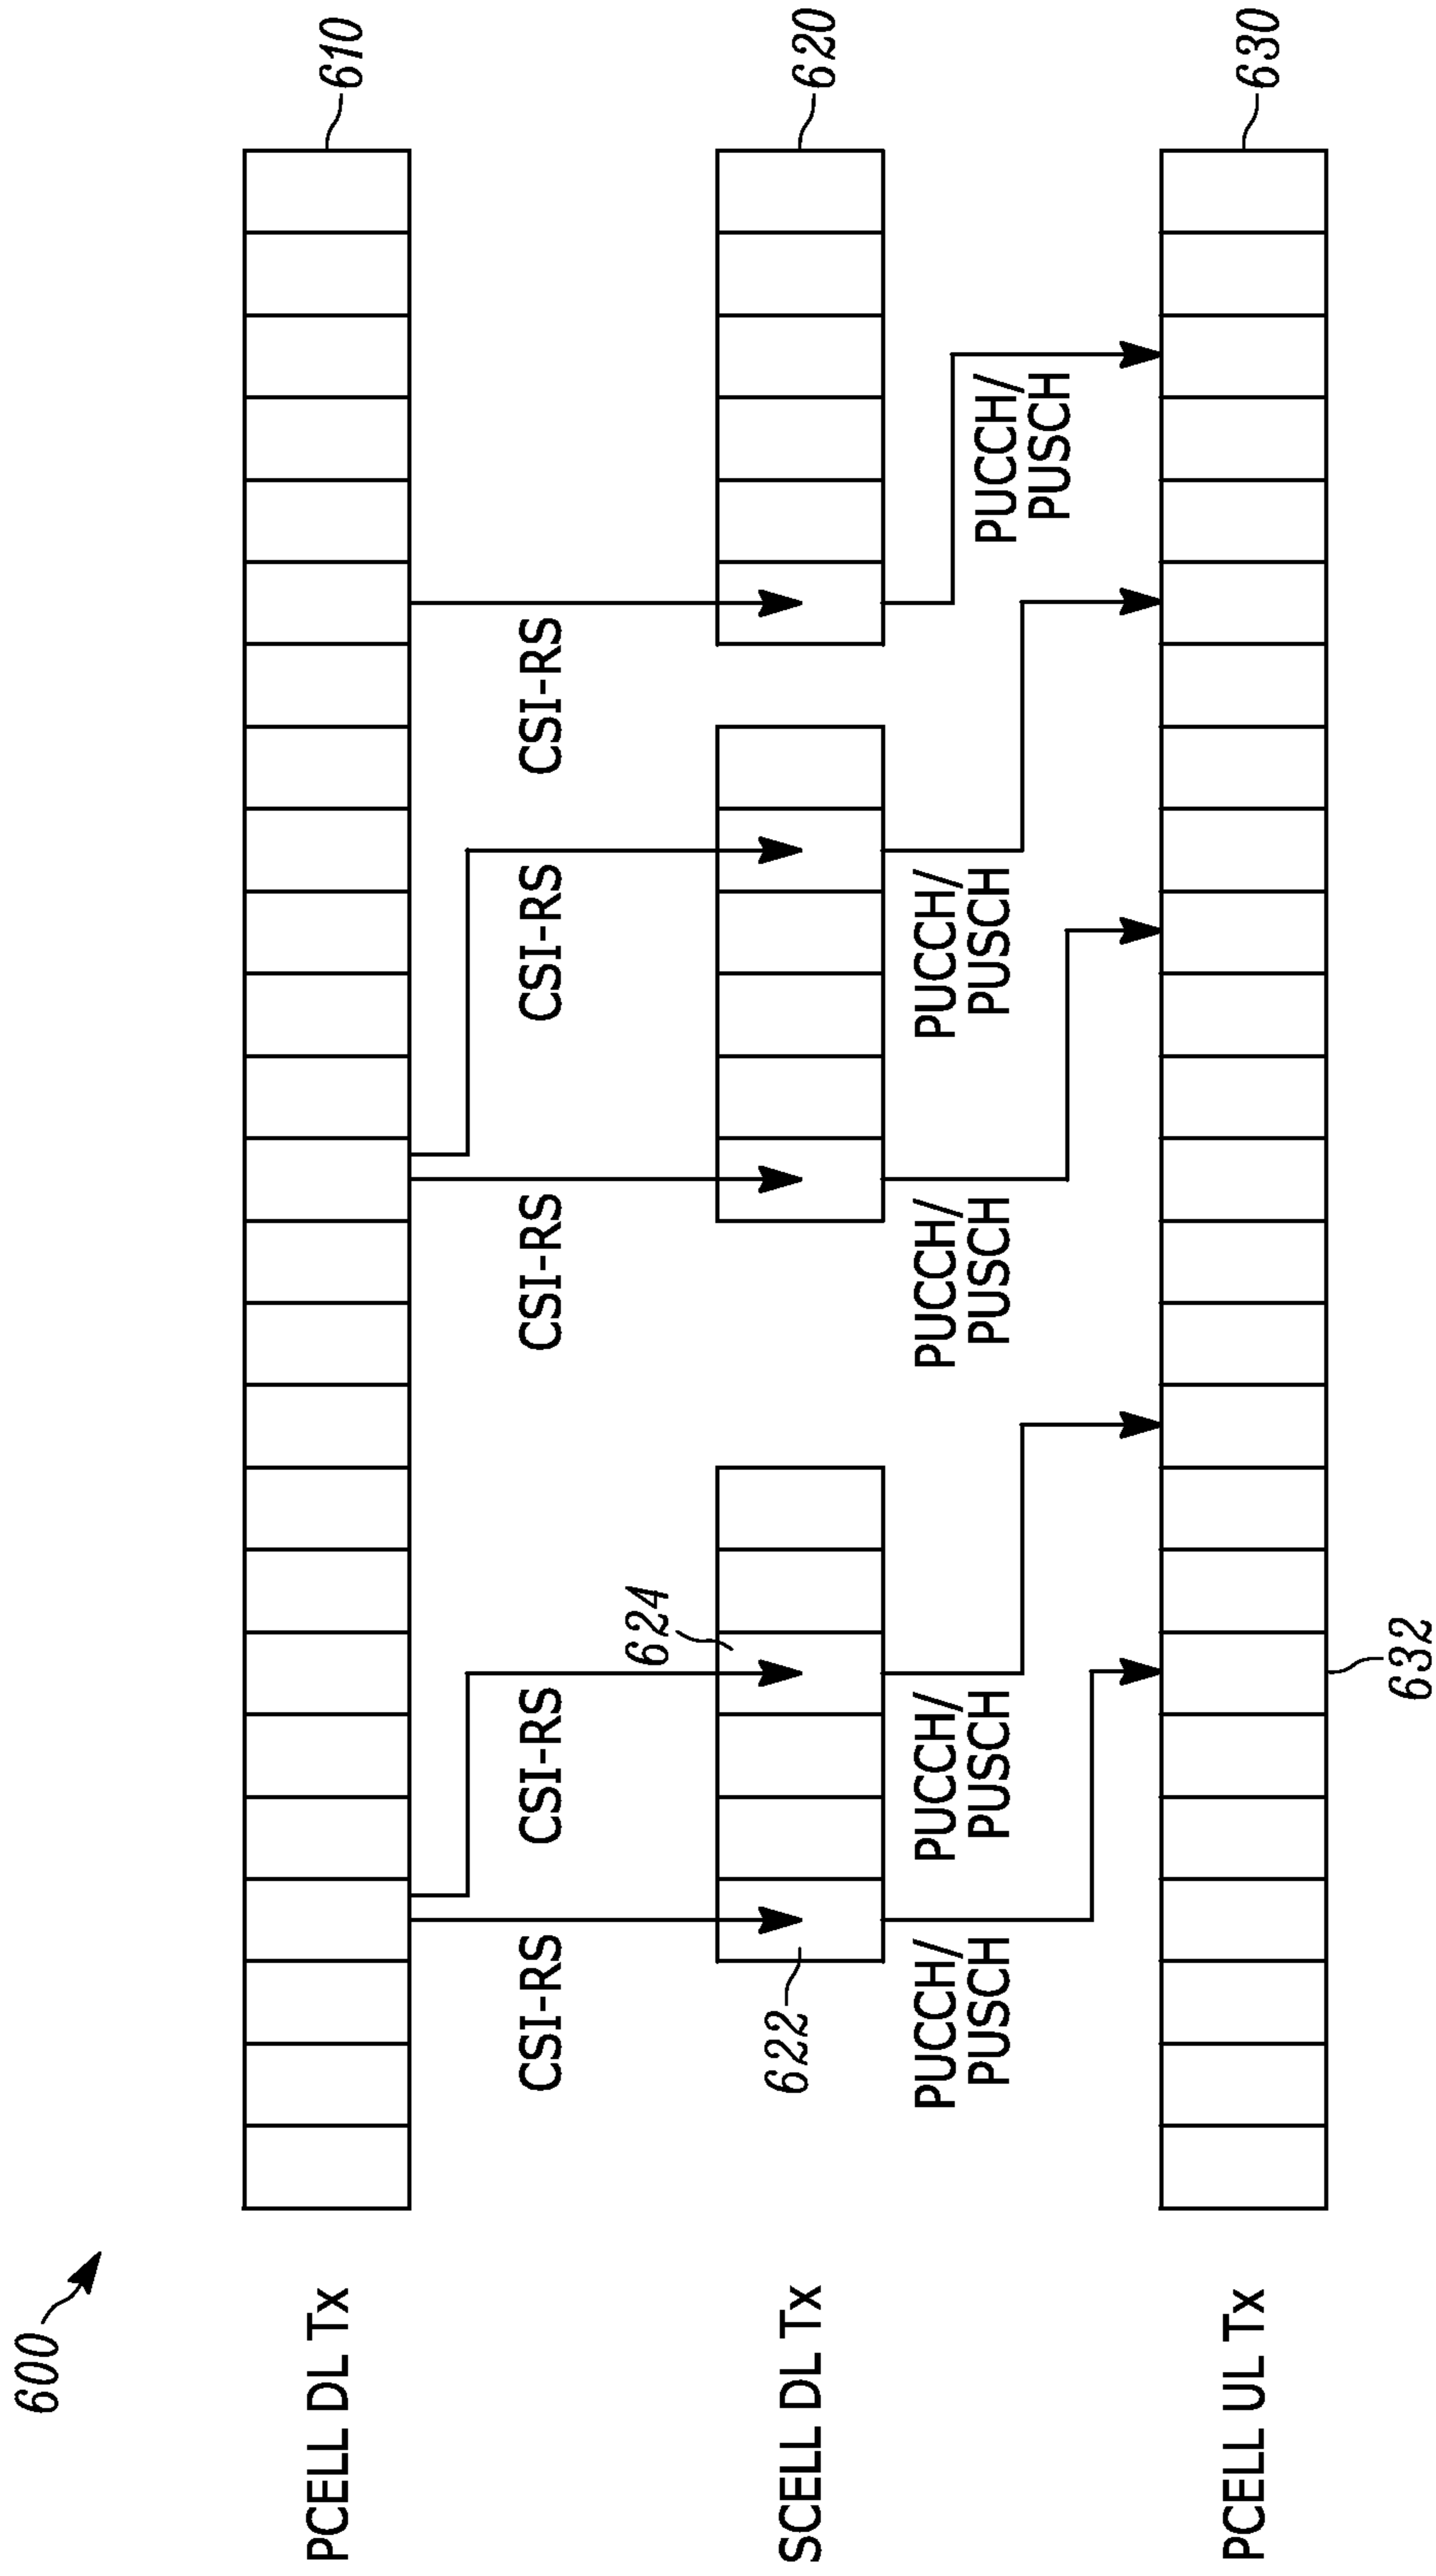 600
PCELL DL Tx
610
CSI-RS
CSI-RS
CSI-RS
CSI-RS
CSI-RS
624
SCELL DL Tx
622
620
PUCCH/
PUSCH
PUCCH/
PUSCH
PUCCH/
PUSCH
PUCCH/
PUSCH
PUCCH/
PUSCH
PCELL UL Tx
630
632